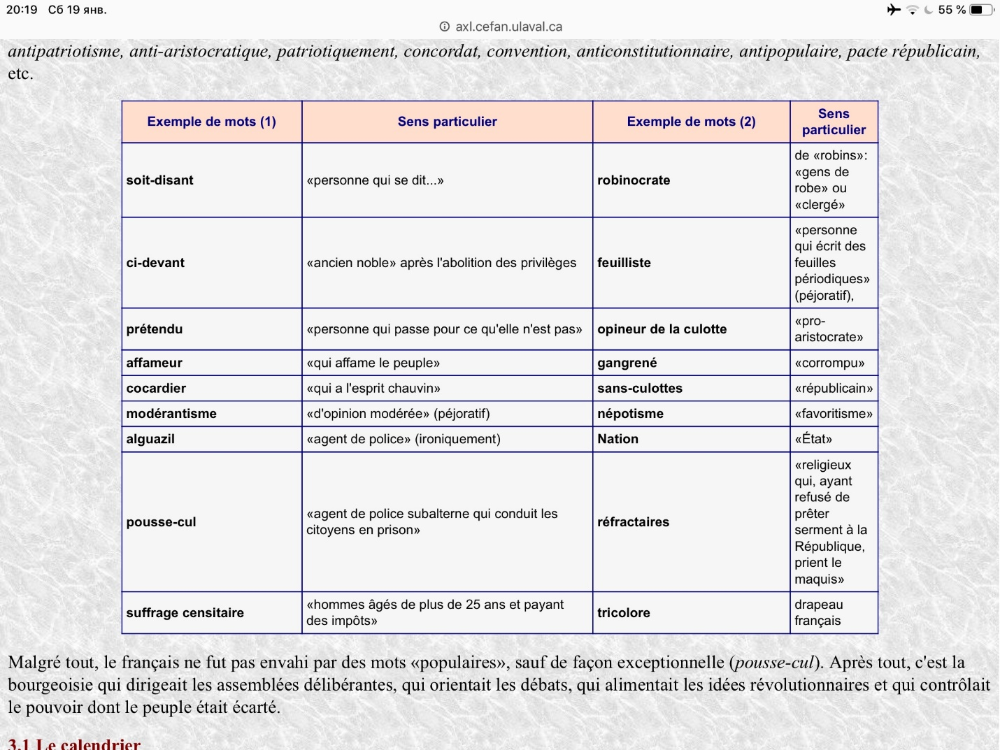 20:19 Сб 19 янв.
55 %
axl.cefan.ulaval.ca
antipatriotisme, anti-aristocratique, patriotiquement, concordat, convention, anticonstitutionnaire, antipopulaire, pacte républicain,
etc.
Exemple de mots (1)
Sens particulier
Exemple de mots (2)
Sens
particulier
soit-disant
«personne qui se dit...»
robinocrate
de «robins»:
«gens de
robe» ou
«clergé»
ci-devant
«ancien noble» après l'abolition des privilèges
feuilliste
«personne
qui écrit des
feuilles
périodiques»
(péjoratif),
prétendu
«personne qui passe pour ce qu'elle n'est pas»
opineur de la culotte
«pro-
aristocrate»
affameur
«qui affame le peuple»
gangrené
«corrompu»
cocardier
«qui a l'esprit chauvin»
sans-culottes
«républicain»
modérantisme
«d'opinion modérée» (péjoratif)
népotisme
«favoritisme»
alguazil
«agent de police» (ironiquement)
Nation
«État»
pousse-cul
«agent de police subalterne qui conduit les
citoyens en prison»
réfractaires
«religieux
qui, ayant
refusé de
prêter
serment à la
République,
prient le
maquis»
suffrage censitaire
«hommes âgés de plus de 25 ans et payant
des impôts»
tricolore
drapeau
français
Malgré tout, le français ne fut pas envahi par des mots «populaires», sauf de façon exceptionnelle (pousse-cul). Après tout, c'est la
bourgeoisie qui dirigeait les assemblées délibérantes, qui orientait les débats, qui alimentait les idées révolutionnaires et qui contrôlait
le pouvoir dont le peuple était écarté.
3.1 Le calendrier